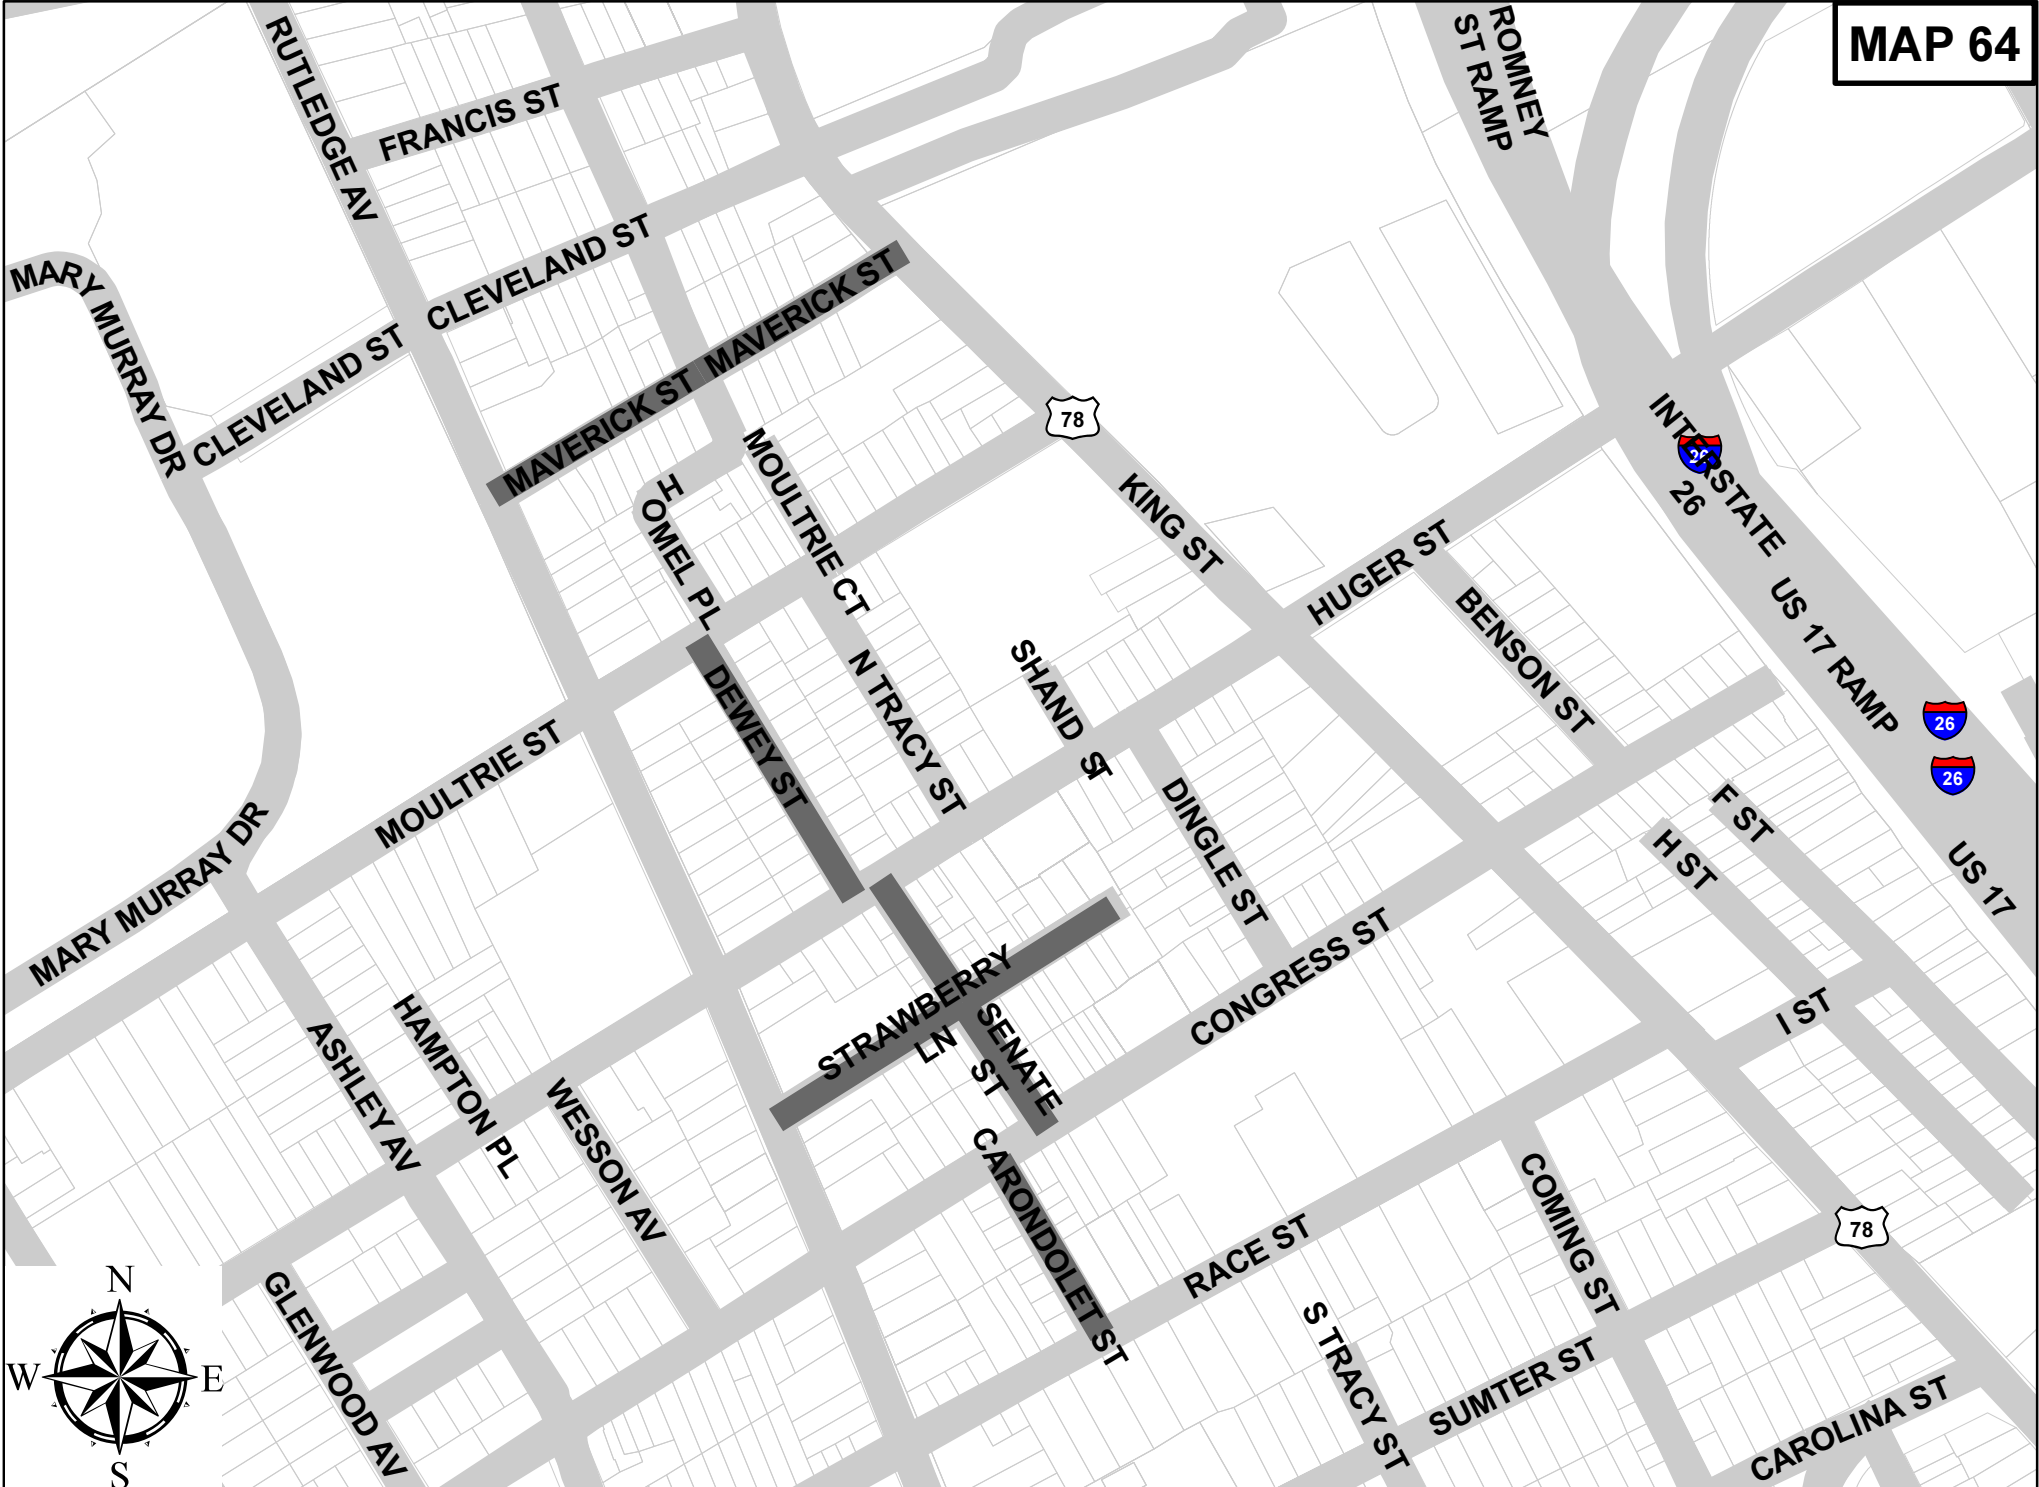 MAP 64
ROMNEY
ST RAMP
RUTLEDGE AV
FRANCIS ST
CLEVELAND ST
MARY MURRAY DR
CLEVELAND ST
MAVERICK ST
MAVERICK ST
78
INTERSTATE
26
26
HOMEL PL
MOULTRIE CT
KING ST
HUGER ST
BENSON ST
US 17 RAMP
26
26
US 17
DEWEY ST
N TRACY ST
SHAND ST
DINGLE ST
F ST
H ST
MOULTRIE ST
MARY MURRAY DR
STRAWBERRY
LN
SENATE
ST
CONGRESS ST
I ST
HAMPTON PL
ASHLEY AV
WESSON AV
CARONDOLET ST
RACE ST
COMING ST
78
GLENWOOD AV
S TRACY ST
SUMTER ST
CAROLINA ST
N
W
E
S